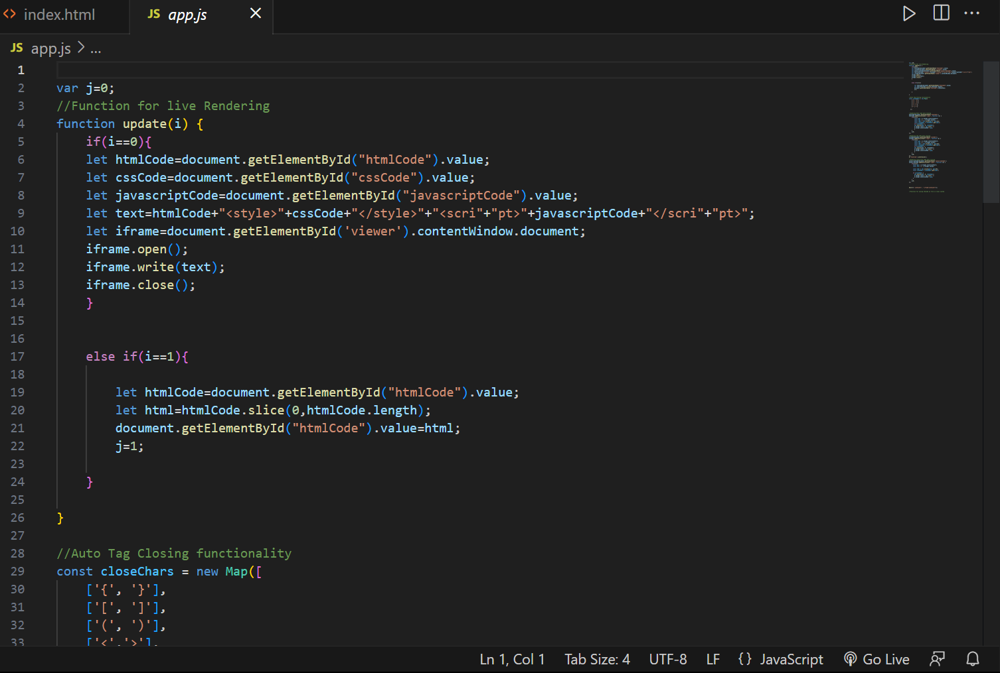 index.html
JS app.js
JS app.js > ...
1
2 var j=0;
3 //Function for live Rendering
4 function update(i) {
5 if(i==0){
6 let htmlCode=document.getElementById("htmlCode").value;
7 let cssCode=document.getElementById("cssCode").value;
8 let javascriptCode=document.getElementById("javascriptCode").value;
9 let text=htmlCode+"<style>"+cssCode+"</style>"+"<scri"+"pt>"+javascriptCode+"</scri"+"pt>";
10 let iframe=document.getElementById('viewer').contentWindow.document;
11 iframe.open();
12 iframe.write(text);
13 iframe.close();
14 }
15
16
17 else if(i==1){
18
19 let htmlCode=document.getElementById("htmlCode").value;
20 let html=htmlCode.slice(0,htmlCode.length);
21 document.getElementById("htmlCode").value=html;
22 j=1;
23
24 }
25
26 }
27
28 //Auto Tag Closing functionality
29 const closeChars = new Map([
30 ['{', '}'],
31 ['[', ']'],
32 ['(', ')'],
33 ['<','>'],
Ln 1, Col 1 Tab Size: 4 UTF-8 LF {} JavaScript Go Live